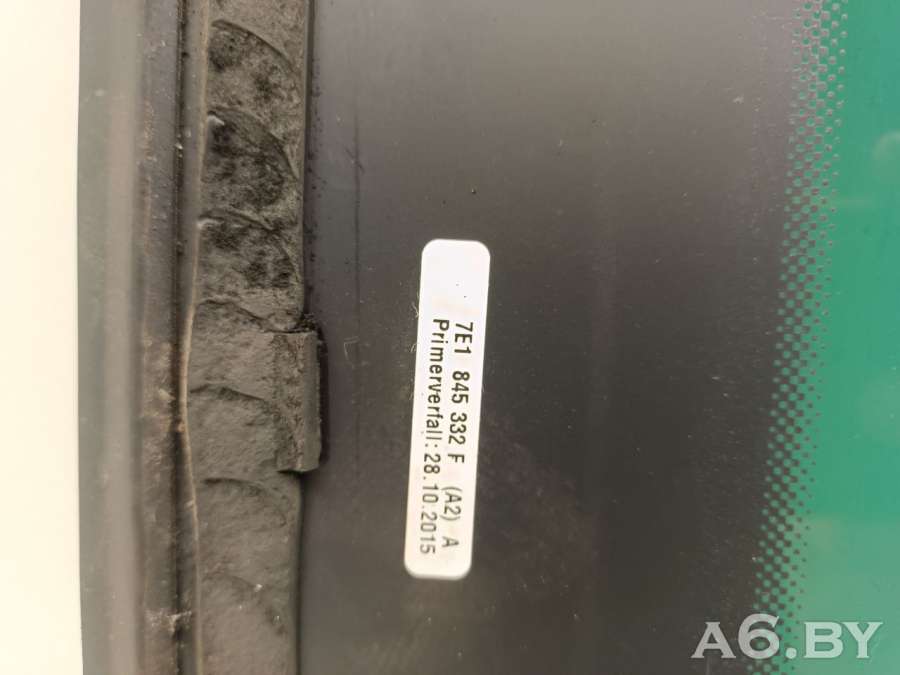 7E1 845 332 F (A2) A
Primerverfall: 28.10.2015
A6.BY